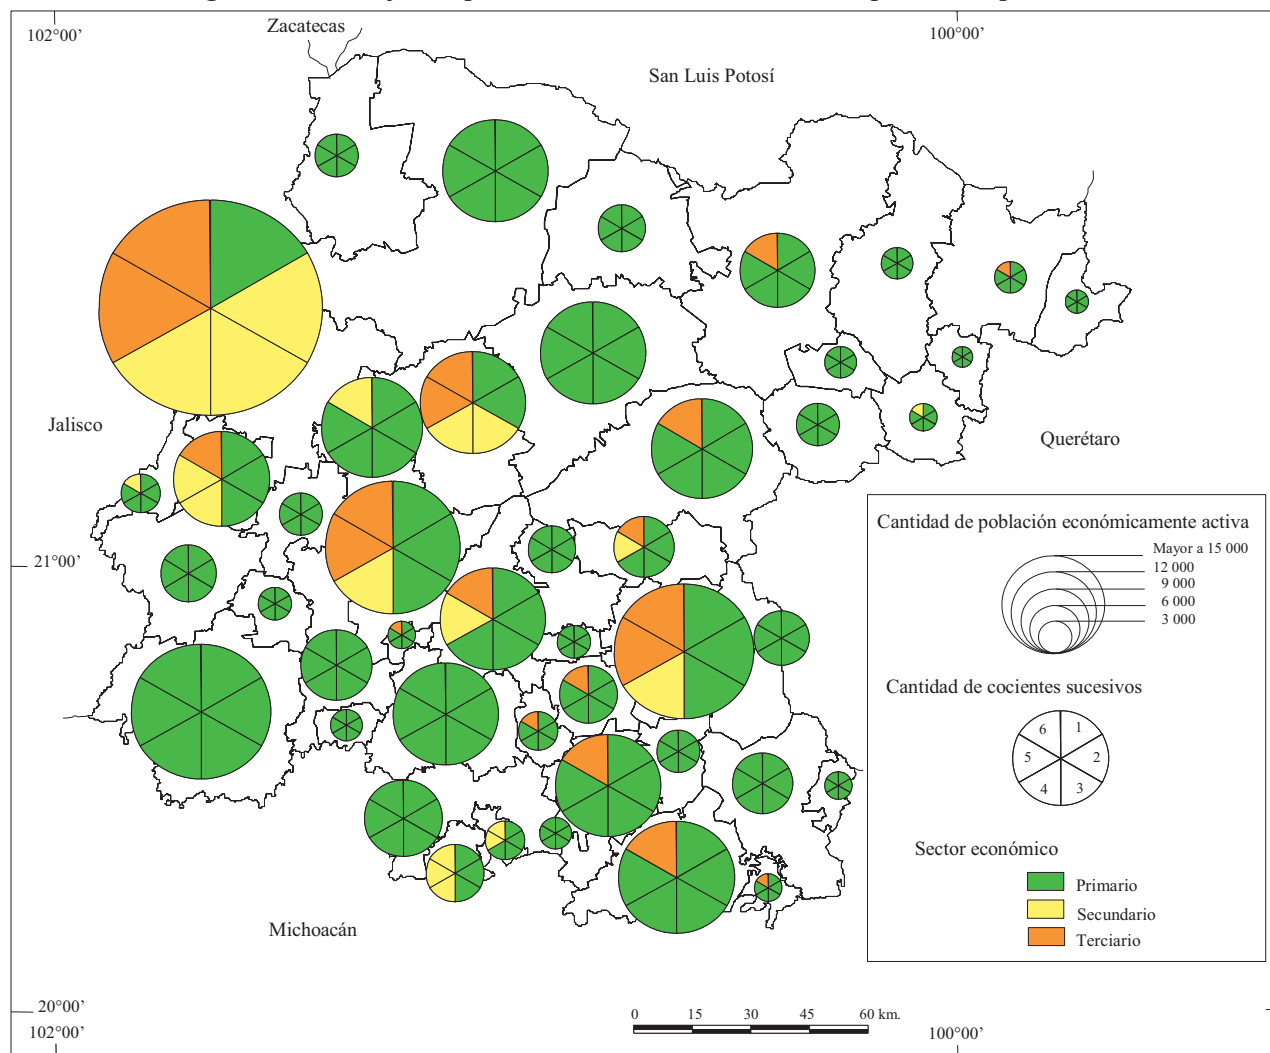 102°00’
Zacatecas
100°00’
San Luis Potosí
Jalisco
Querétaro
21°00’
Cantidad de población económicamente activa
Mayor a 15 000
12 000
9 000
6 000
3 000
Cantidad de cocientes sucesivos
6 1
5 2
4 3
Sector económico
Primario
Secundario
Terciario
Michoacán
20°00’
102°00’
0 15 30 45 60 km.
100°00’